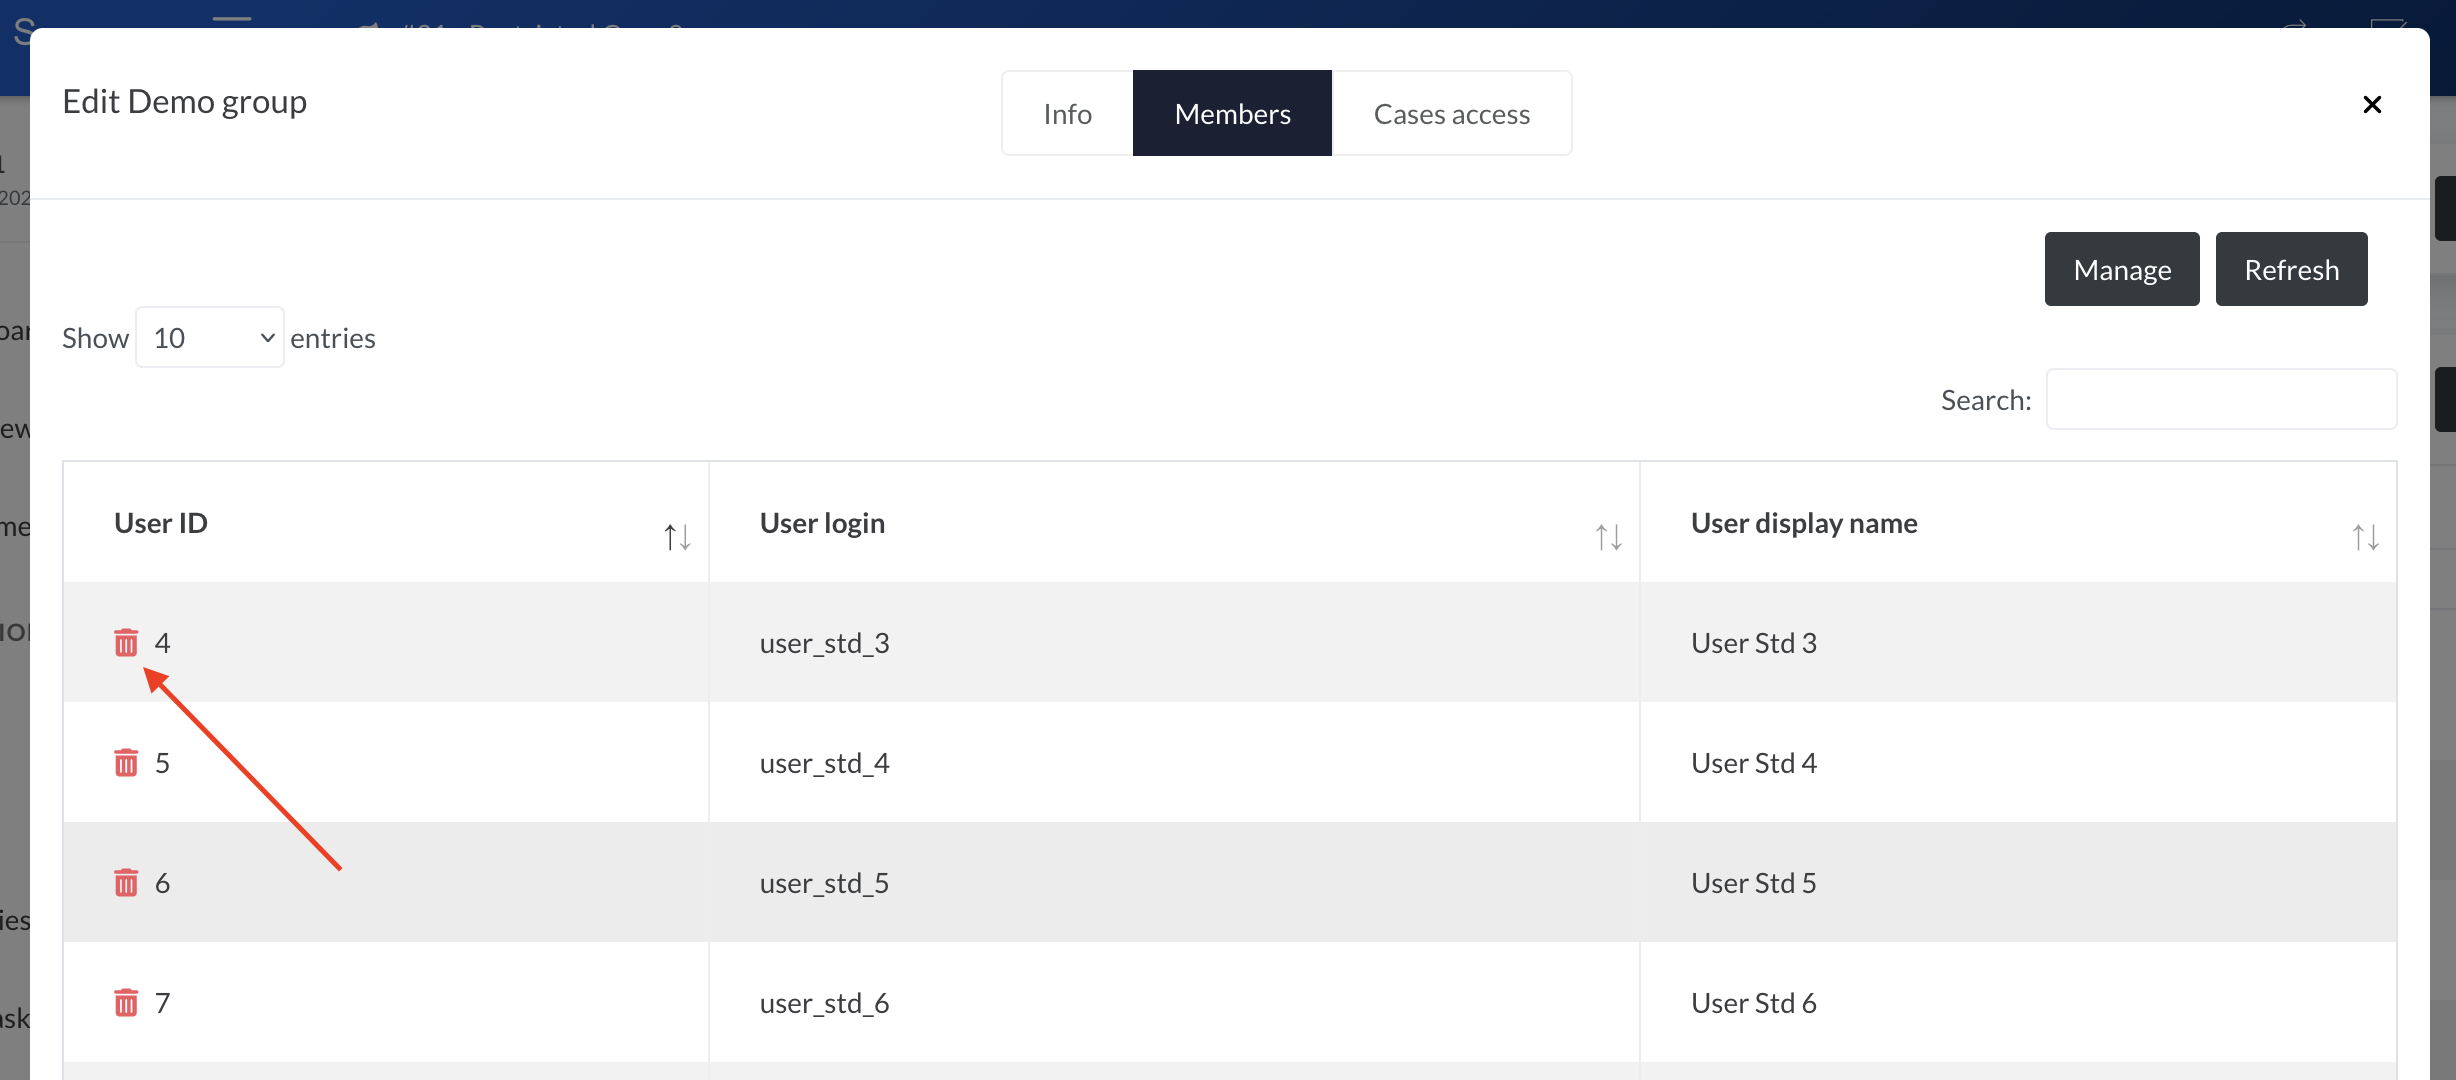 Edit Demo group
Info
Members
Cases access
Manage
Refresh
Show 10 entries
Search:
User ID
User login
User display name
4
user_std_3
User Std 3
5
user_std_4
User Std 4
6
user_std_5
User Std 5
7
user_std_6
User Std 6